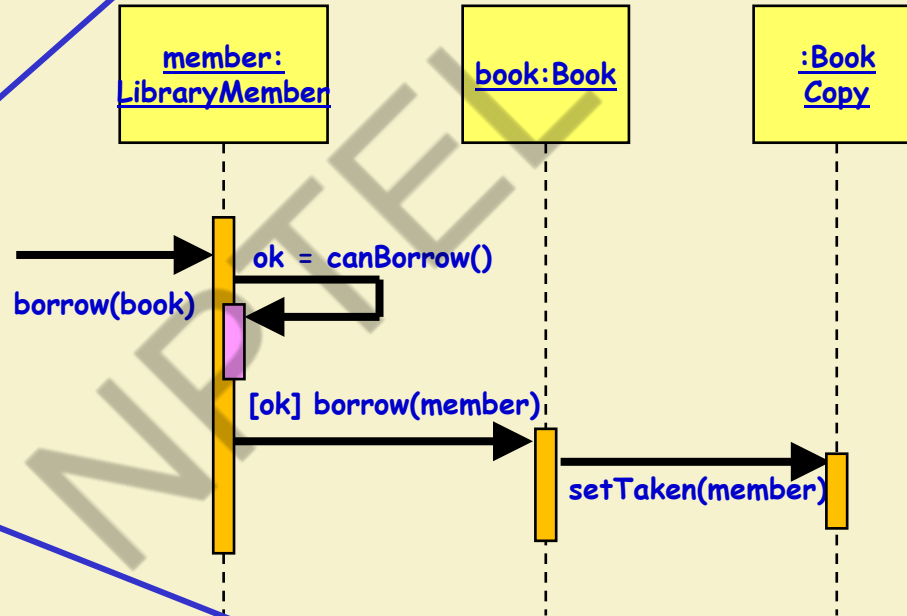 member:
LibraryMember
book:Book
:Book
Copy
ok = canBorrow()
borrow(book)
[ok] borrow(member)
setTaken(member)
NPTEL